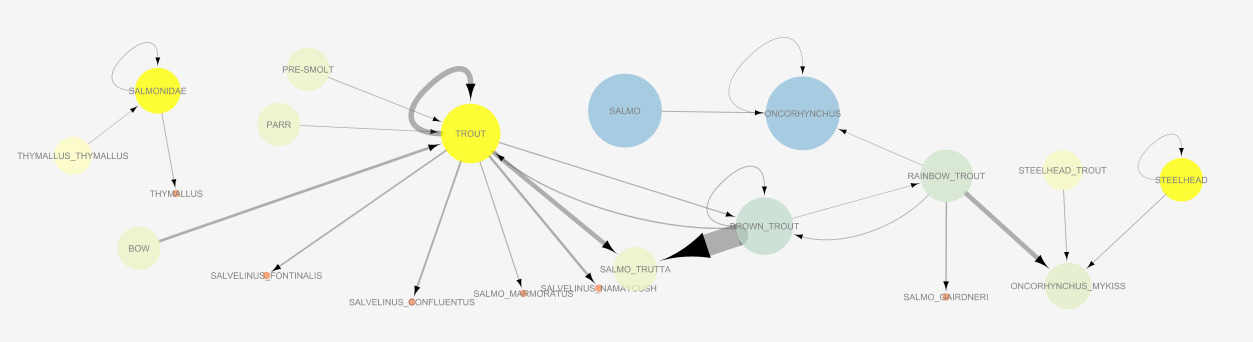 PRE-SMOLT
SALMONIDAE
SALMO
ONCORHYNCHUS
PARR
TROUT
THYMALLUS_THYMALLUS
STEELHEAD_TROUT
RAINBOW_TROUT
STEELHEAD
THYMALLUS
BROWN_TROUT
BOW
SALMO_TRUTTA
SALVELINUS_FONTINALIS
ONCORHYNCHUS_MYKISS
SALVELINUS_NAMAYCUSH
SALMO_MARMORATUS
SALMO_GAIRDNERI
SALVELINUS_CONFLUENTUS